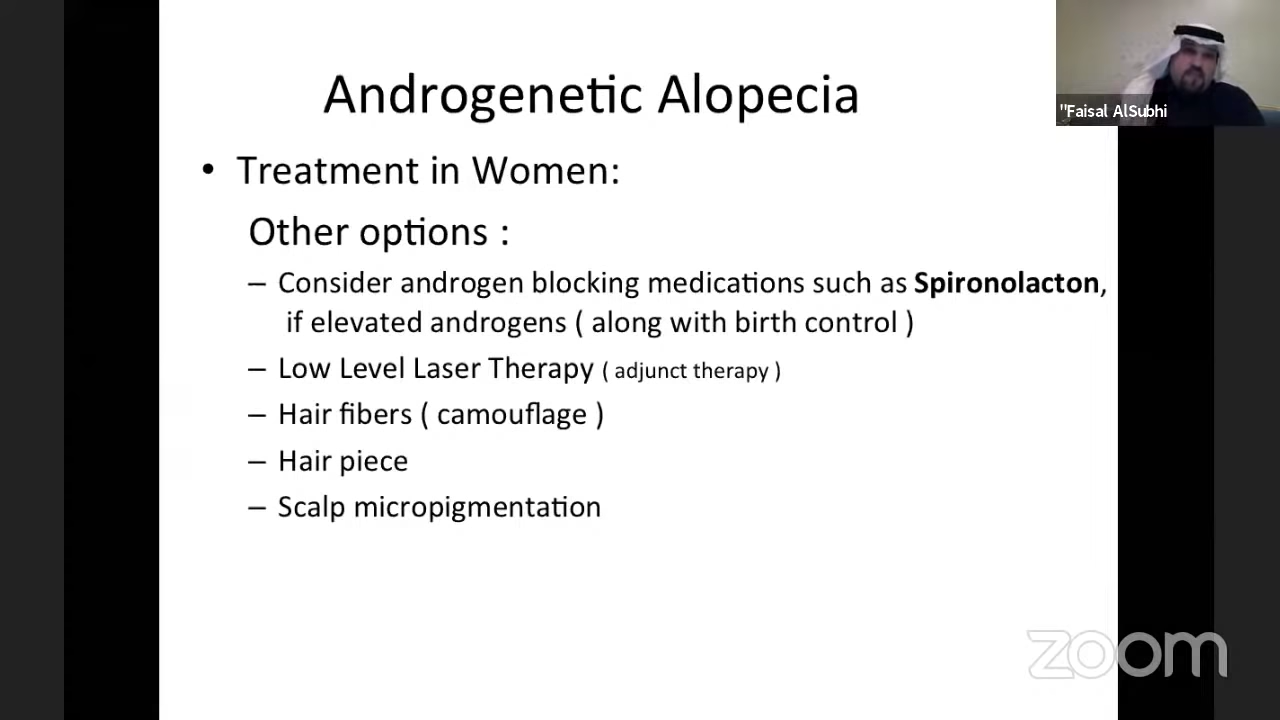 Androgenetic Alopecia
"Faisal AlSubhi
• Treatment in Women:
Other options :
– Consider androgen blocking medications such as Spironolacton,
if elevated androgens ( along with birth control )
– Low Level Laser Therapy ( adjunct therapy )
– Hair fibers ( camouflage )
– Hair piece
– Scalp micropigmentation
zoom